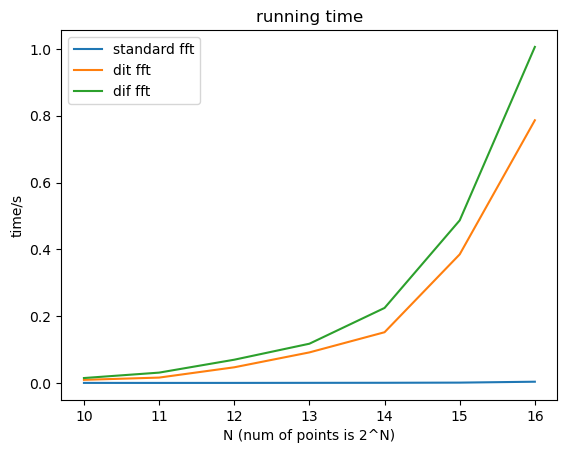 running time
standard fft
dit fft
dif fft
time/s
1.0
0.8
0.6
0.4
0.2
0.0
10 11 12 13 14 15 16
N (num of points is 2^N)